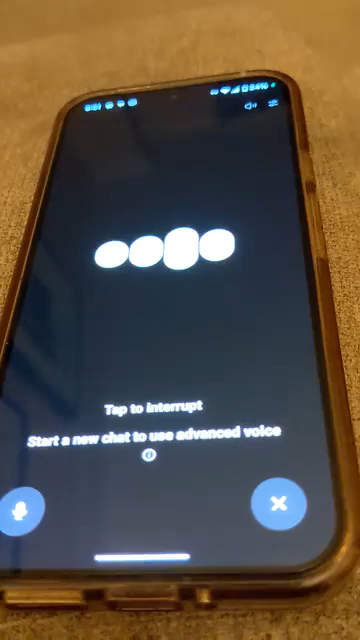 Tap to interrupt
Start a new chat to use advanced voice